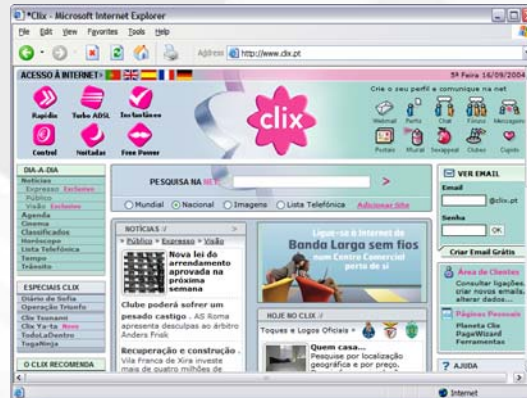 *Clix - Microsoft Internet Explorer
File Edit View Favorites Tools Help
Address http://www.clix.pt
ACESSO À INTERNET>
5ª Feira 16/09/2004
Rapidix Turbo ADSL Instantâneo
Control Noitadas Free Power
clix
Crie o seu perfil e comunique na net
Webmail Perfis Chat Fóruns Mensagens
Postais Mural Sexappeal Clubes Cupido
DIA-A-DIA
Notícias
Expresso Exclusivo
Público
Visão Exclusivo
Agenda
Cinema
Classificados
Horóscopo
Lista Telefónica
Tempo
Trânsito
ESPECIAIS CLIX
Diário de Sofia
Operação Triunfo
Clix Tsunami
Clix Ya-ta Novo
TodoLaDentro
TugaNinja
O CLIX RECOMENDA
PESQUISA NA NET: >
Mundial Nacional Imagens Lista Telefónica Adicionar Site
NOTÍCIAS :/ >
» Público » Expresso » Visão
Nova lei do
arrendamento
aprovada na
próxima
semana
Clube poderá sofrer um
pesado castigo . AS Roma
apresenta desculpas ao árbitro
Anders Frisk
Recuperação e construção .
Vila Franca de Xira investe
mais de quatro milhões de
Ligue-se à Internet de
Banda Larga sem fios
num Centro Comercial
perto de si
HOJE NO CLIX :/
Toques e Logos Oficiais »
Quem casa...
Pesquise por localização
geográfica e por preço.
VER EMAIL
Email
@clix.pt
Senha
OK
Criar Email Grátis
Área de Clientes
Consultar ligações,
criar novos emails,
alterar dados...
Páginas Pessoais
Planeta Clix
PageWizard
Ferramentas
? AJUDA
Internet